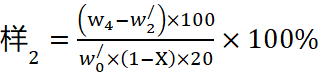 样₂ = (w₄−w₂^/)×100 / w₀^/×(1−X)×20 × 100%